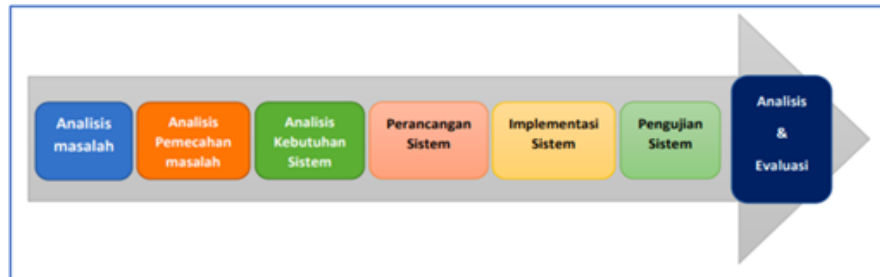 Analisis
masalah
Analisis
Pemecahan
masalah
Analisis
Kebutuhan
Sistem
Perancangan
Sistem
Implementasi
Sistem
Pengujian
Sistem
Analisis
&
Evaluasi